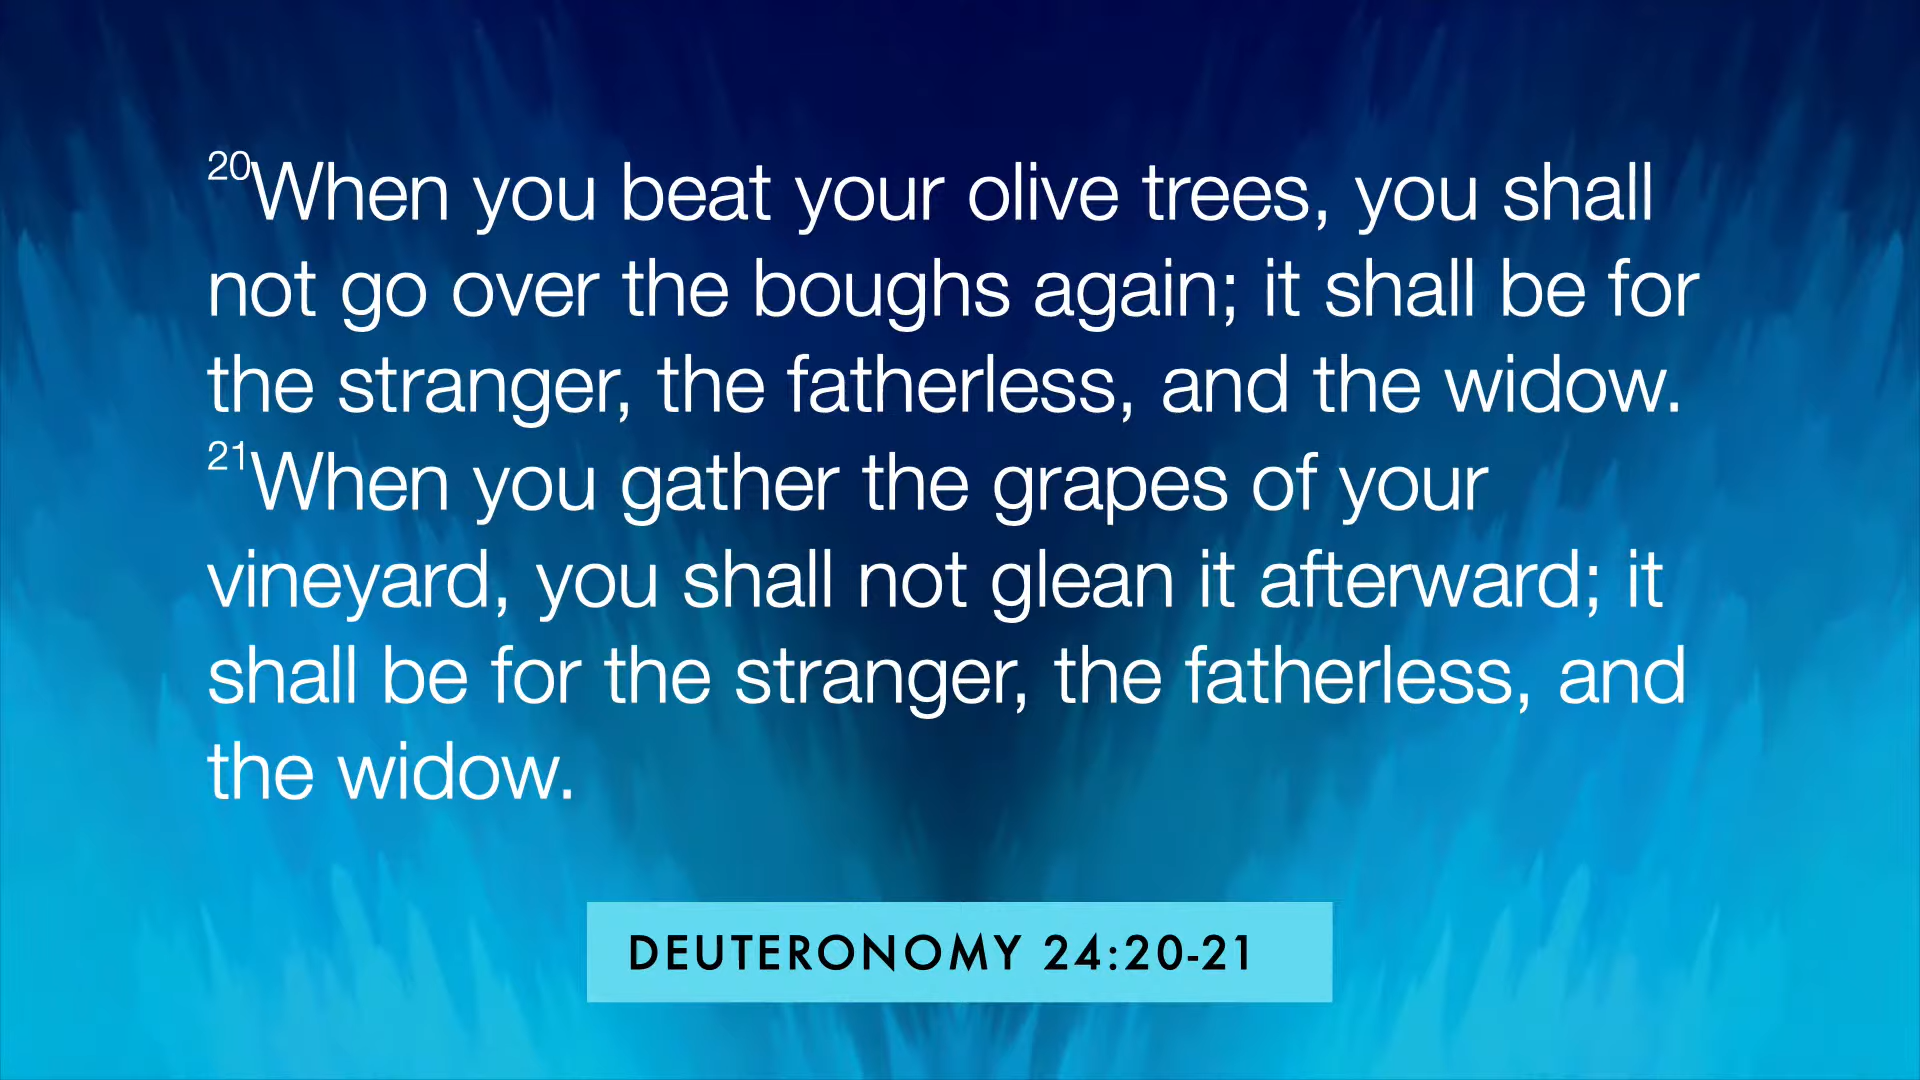 20When you beat your olive trees, you shall
not go over the boughs again; it shall be for
the stranger, the fatherless, and the widow.
21When you gather the grapes of your
vineyard, you shall not glean it afterward; it
shall be for the stranger, the fatherless, and
the widow.
DEUTERONOMY 24:20-21